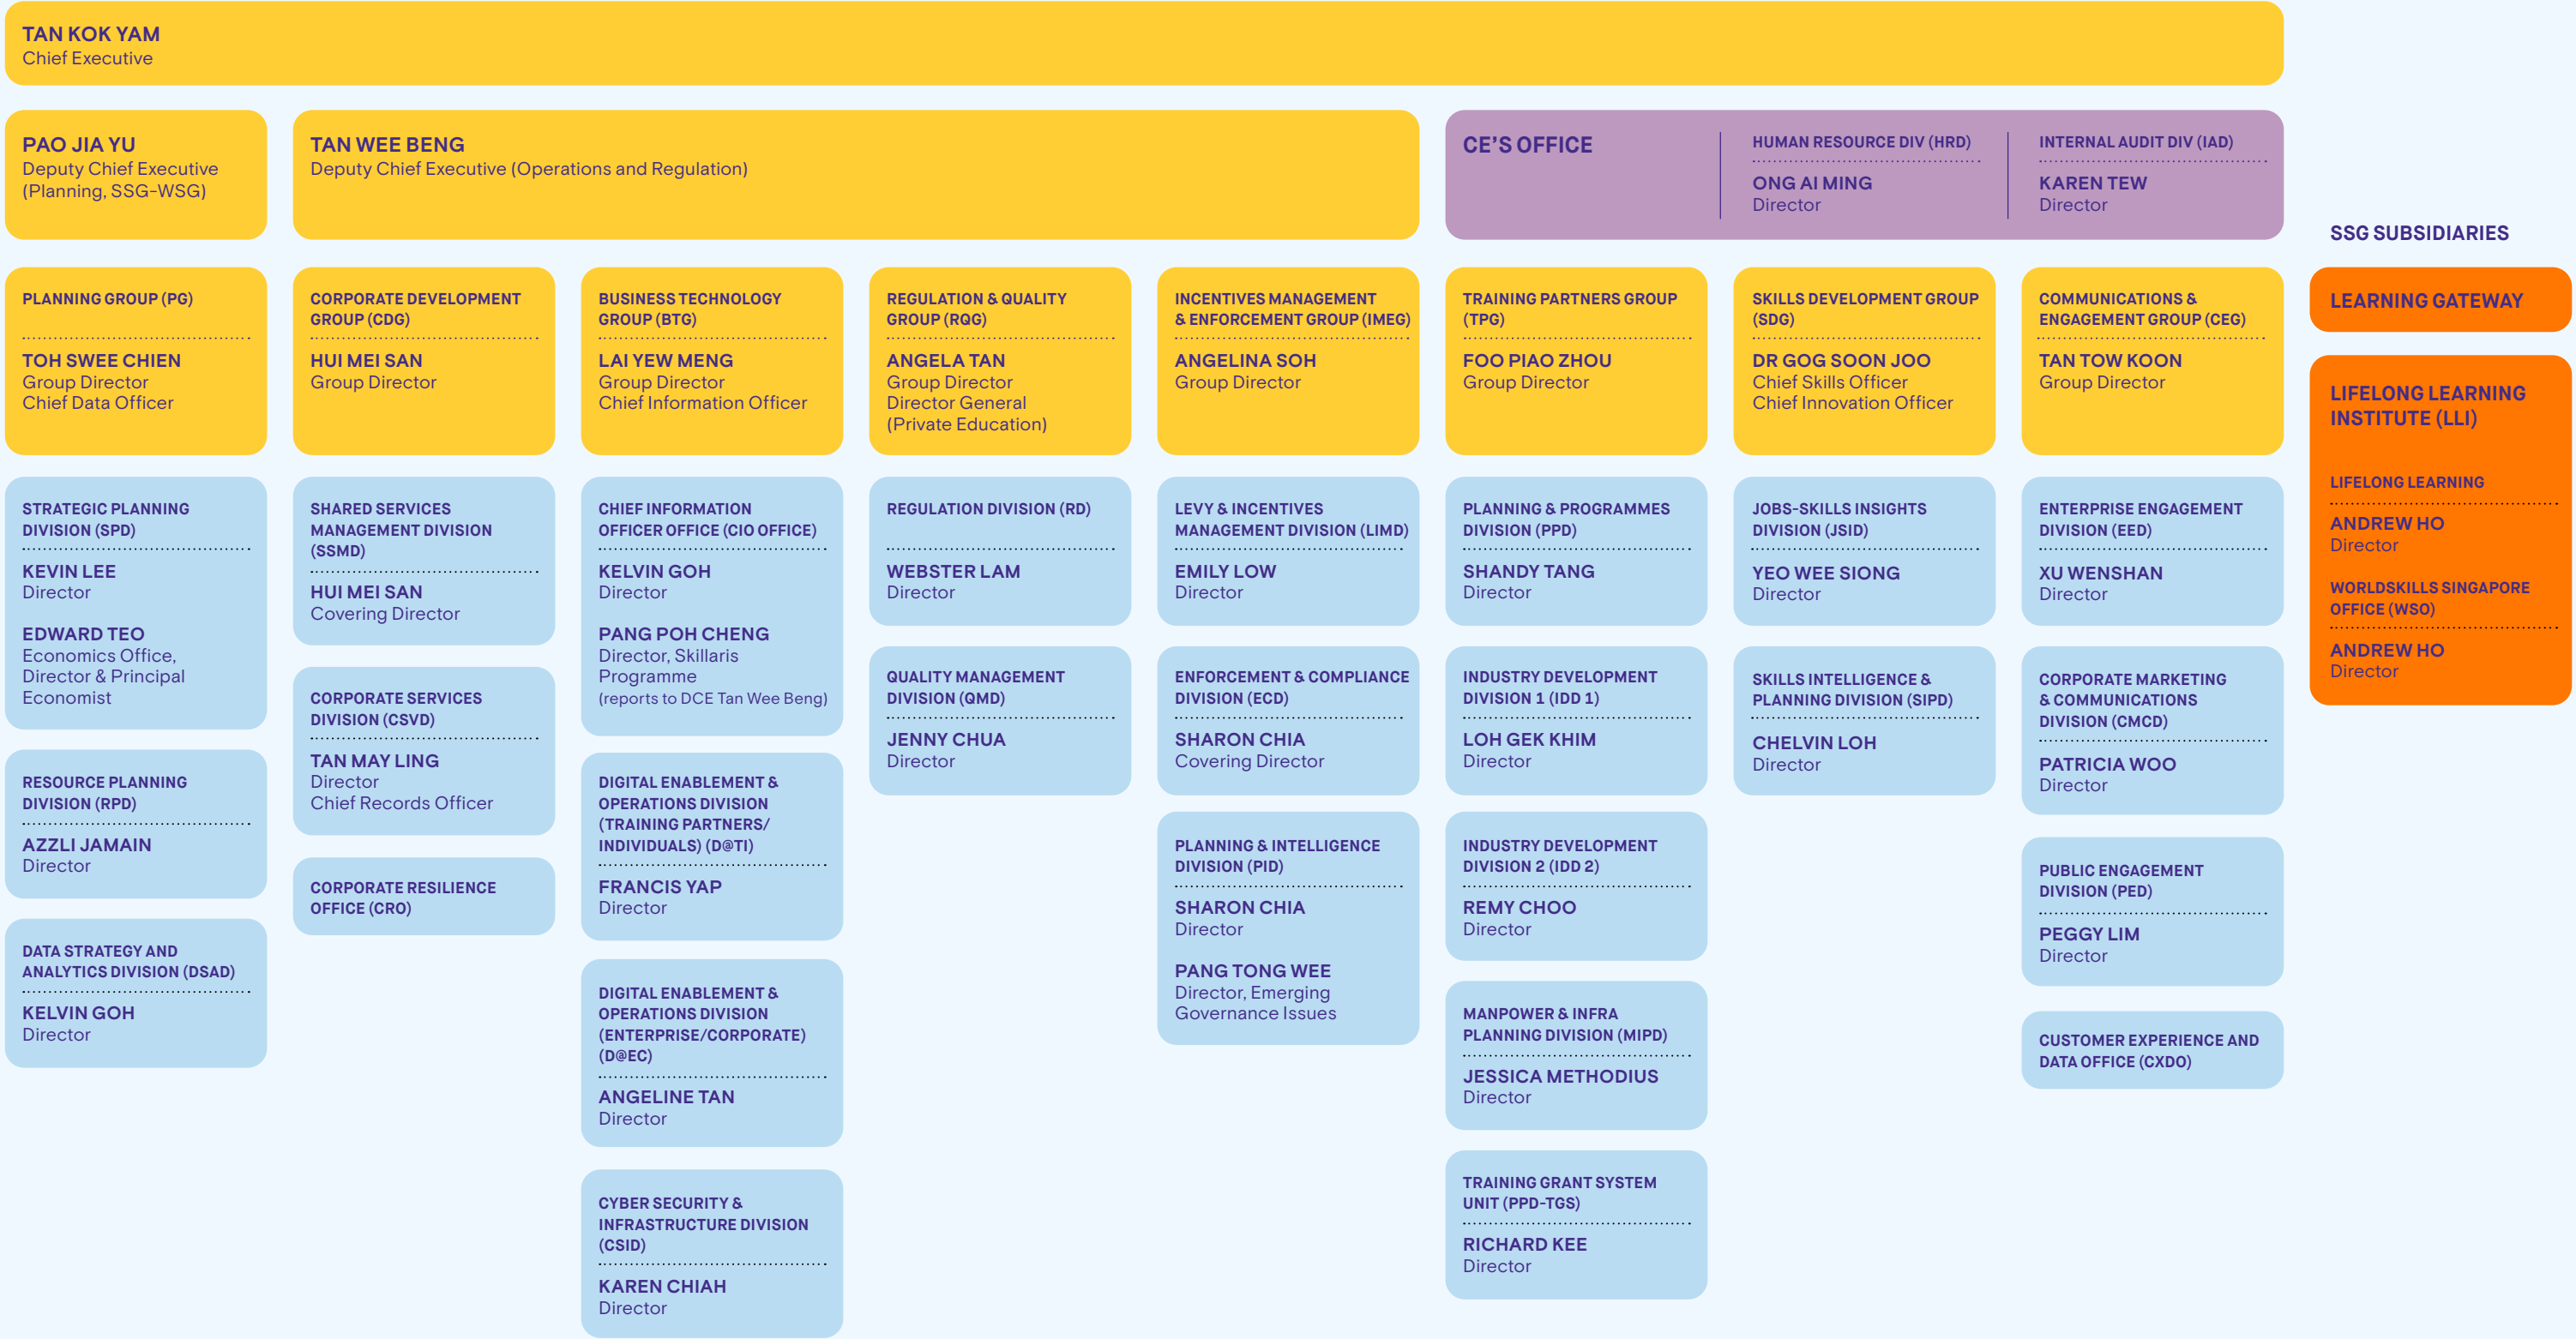 TAN KOK YAM
Chief Executive
PAO JIA YU
Deputy Chief Executive
(Planning, SSG-WSG)
TAN WEE BENG
Deputy Chief Executive (Operations and Regulation)
CE’S OFFICE
HUMAN RESOURCE DIV (HRD)
ONG AI MING
Director
INTERNAL AUDIT DIV (IAD)
KAREN TEW
Director
PLANNING GROUP (PG)
TOH SWEE CHIEN
Group Director
Chief Data Officer
STRATEGIC PLANNING
DIVISION (SPD)
KEVIN LEE
Director
EDWARD TEO
Economics Office,
Director & Principal
Economist
RESOURCE PLANNING
DIVISION (RPD)
AZZLI JAMAIN
Director
DATA STRATEGY AND
ANALYTICS DIVISION (DSAD)
KELVIN GOH
Director
CORPORATE DEVELOPMENT
GROUP (CDG)
HUI MEI SAN
Group Director
SHARED SERVICES
MANAGEMENT DIVISION
(SSMD)
HUI MEI SAN
Covering Director
CORPORATE SERVICES
DIVISION (CSVD)
TAN MAY LING
Director
Chief Records Officer
CORPORATE RESILIENCE
OFFICE (CRO)
BUSINESS TECHNOLOGY
GROUP (BTG)
LAI YEW MENG
Group Director
Chief Information Officer
CHIEF INFORMATION
OFFICER OFFICE (CIO OFFICE)
KELVIN GOH
Director
PANG POH CHENG
Director, Skillaris
Programme
(reports to DCE Tan Wee Beng)
DIGITAL ENABLEMENT &
OPERATIONS DIVISION
(TRAINING PARTNERS/
INDIVIDUALS) (D@TI)
FRANCIS YAP
Director
DIGITAL ENABLEMENT &
OPERATIONS DIVISION
(ENTERPRISE/CORPORATE)
(D@EC)
ANGELINE TAN
Director
CYBER SECURITY &
INFRASTRUCTURE DIVISION
(CSID)
KAREN CHIAH
Director
REGULATION & QUALITY
GROUP (RQG)
ANGELA TAN
Group Director
Director General
(Private Education)
REGULATION DIVISION (RD)
WEBSTER LAM
Director
QUALITY MANAGEMENT
DIVISION (QMD)
JENNY CHUA
Director
INCENTIVES MANAGEMENT
& ENFORCEMENT GROUP (IMEG)
ANGELINA SOH
Group Director
LEVY & INCENTIVES
MANAGEMENT DIVISION (LIMD)
EMILY LOW
Director
ENFORCEMENT & COMPLIANCE
DIVISION (ECD)
SHARON CHIA
Covering Director
PLANNING & INTELLIGENCE
DIVISION (PID)
SHARON CHIA
Director
PANG TONG WEE
Director, Emerging
Governance Issues
TRAINING PARTNERS GROUP
(TPG)
FOO PIAO ZHOU
Group Director
PLANNING & PROGRAMMES
DIVISION (PPD)
SHANDY TANG
Director
INDUSTRY DEVELOPMENT
DIVISION 1 (IDD 1)
LOH GEK KHIM
Director
INDUSTRY DEVELOPMENT
DIVISION 2 (IDD 2)
REMY CHOO
Director
MANPOWER & INFRA
PLANNING DIVISION (MIPD)
JESSICA METHODIUS
Director
TRAINING GRANT SYSTEM
UNIT (PPD-TGS)
RICHARD KEE
Director
SKILLS DEVELOPMENT GROUP
(SDG)
DR GOG SOON JOO
Chief Skills Officer
Chief Innovation Officer
JOBS-SKILLS INSIGHTS
DIVISION (JSID)
YEO WEE SIONG
Director
SKILLS INTELLIGENCE &
PLANNING DIVISION (SIPD)
CHELVIN LOH
Director
COMMUNICATIONS &
ENGAGEMENT GROUP (CEG)
TAN TOW KOON
Group Director
ENTERPRISE ENGAGEMENT
DIVISION (EED)
XU WENSHAN
Director
CORPORATE MARKETING
& COMMUNICATIONS
DIVISION (CMCD)
PATRICIA WOO
Director
PUBLIC ENGAGEMENT
DIVISION (PED)
PEGGY LIM
Director
CUSTOMER EXPERIENCE AND
DATA OFFICE (CXDO)
SSG SUBSIDIARIES
LEARNING GATEWAY
LIFELONG LEARNING
INSTITUTE (LLI)
LIFELONG LEARNING
ANDREW HO
Director
WORLDSKILLS SINGAPORE
OFFICE (WSO)
ANDREW HO
Director